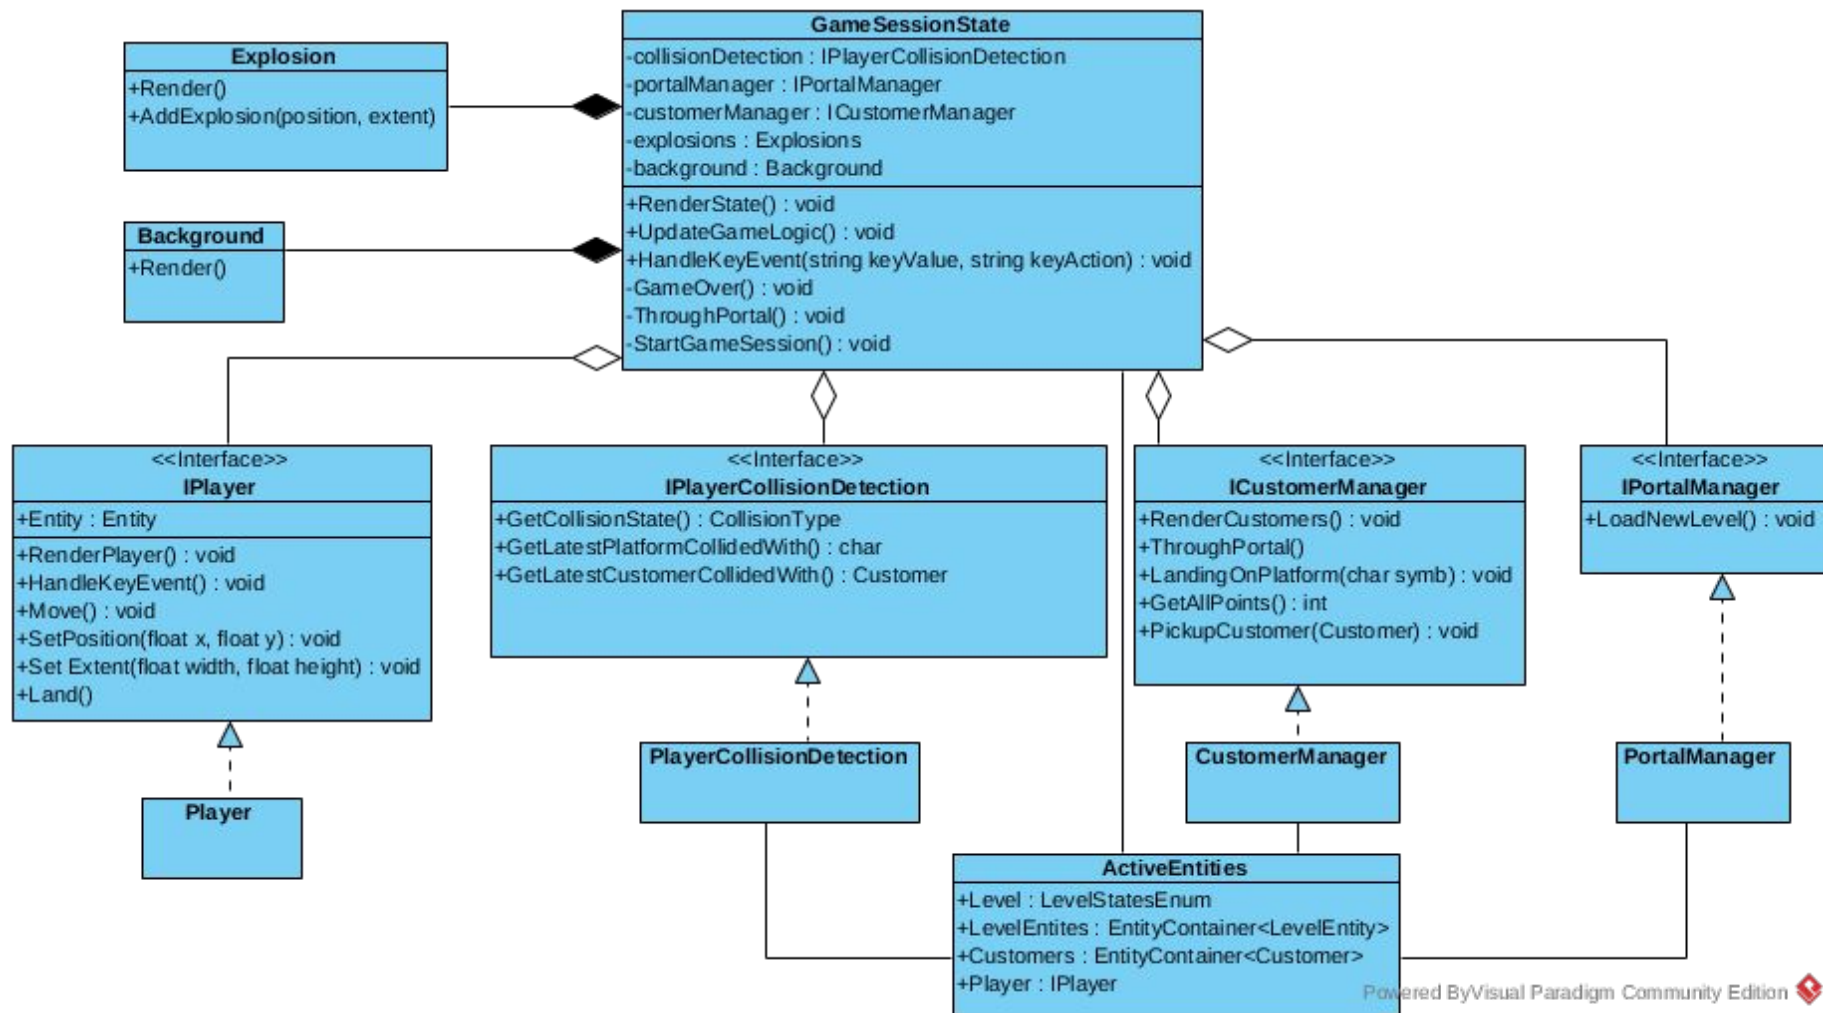 Explosion
+Render()
+AddExplosion(position, extent)
GameSessionState
-collisionDetection : IPlayerCollisionDetection
-portalManager : IPortalManager
-customerManager : ICustomerManager
-explosions : Explosions
-background : Background
+RenderState() : void
+UpdateGameLogic() : void
+HandleKeyEvent(string keyValue, string keyAction) : void
-GameOver() : void
-ThroughPortal() : void
-StartGameSession() : void
Background
+Render()
<<Interface>>
IPlayer
+Entity : Entity
+RenderPlayer() : void
+HandleKeyEvent() : void
+Move() : void
+SetPosition(float x, float y) : void
+Set Extent(float width, float height) : void
+Land()
<<Interface>>
IPlayerCollisionDetection
+GetCollisionState() : CollisionType
+GetLatestPlatformCollidedWith() : char
+GetLatestCustomerCollidedWith() : Customer
<<Interface>>
ICustomerManager
+RenderCustomers() : void
+ThroughPortal()
+LandingOnPlatform(char symb) : void
+GetAllPoints() : int
+PickupCustomer(Customer) : void
<<Interface>>
IPortalManager
+LoadNewLevel() : void
Player
PlayerCollisionDetection
CustomerManager
PortalManager
ActiveEntities
+Level : LevelStatesEnum
+LevelEntites : EntityContainer<LevelEntity>
+Customers : EntityContainer<Customer>
+Player : IPlayer
Powered ByVisual Paradigm Community Edition